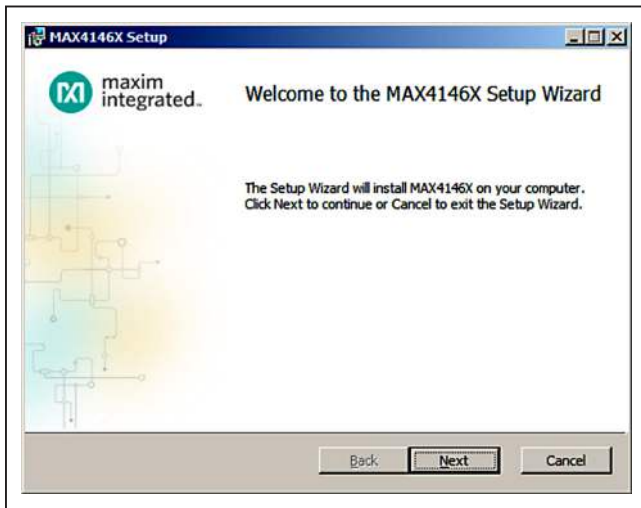 MAX4146X Setup
maxim
integrated™
Welcome to the MAX4146X Setup Wizard
The Setup Wizard will install MAX4146X on your computer.
Click Next to continue or Cancel to exit the Setup Wizard.
Back
Next
Cancel